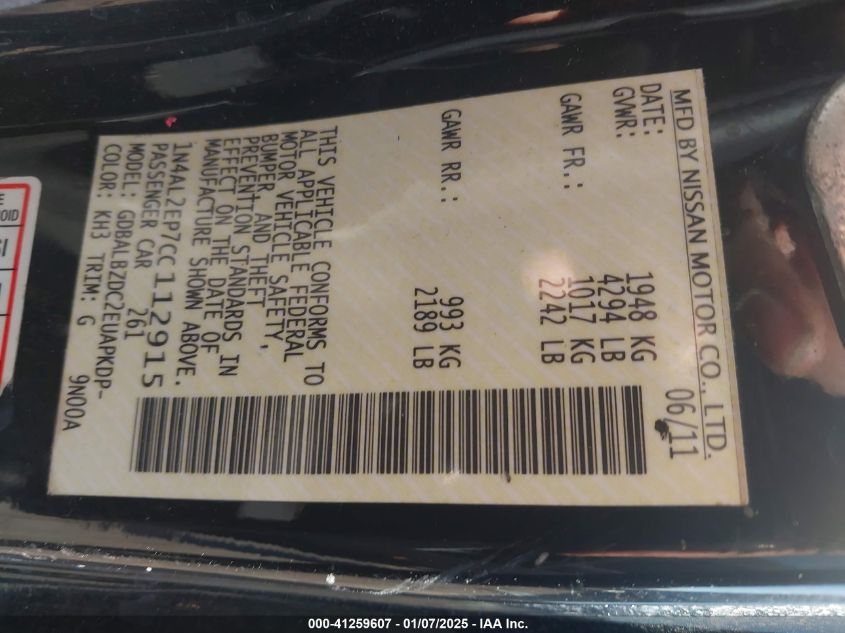 MFD BY NISSAN MOTOR CO., LTD.
DATE: 06/11
GVWR: 1948 KG
4294 LB
GAWR FR.: 1017 KG
2242 LB
GAWR RR.: 993 KG
2189 LB
THIS VEHICLE CONFORMS TO
ALL APPLICABLE FEDERAL
MOTOR VEHICLE SAFETY,
BUMPER, AND THEFT
PREVENTION STANDARDS IN
EFFECT ON THE DATE OF
MANUFACTURE SHOWN ABOVE.
1N4AL2EP7CC112915
PASSENGER CAR 261
MODEL: GDBALBZDC2EUAPKDP-
9N00A
COLOR: KH3 TRIM: G
000-41259607 - 01/07/2025 - IAA Inc.